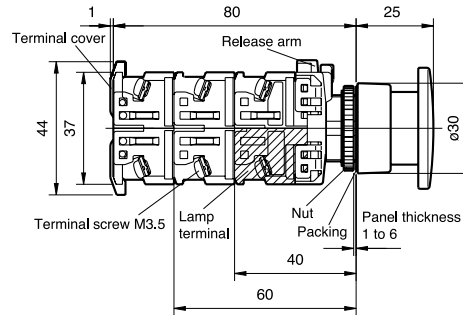 1
80
25
Terminal cover
Release arm
44
37
ø30
Terminal screw M3.5
Lamp
terminal
Nut
Packing
Panel thickness
1 to 6
40
60